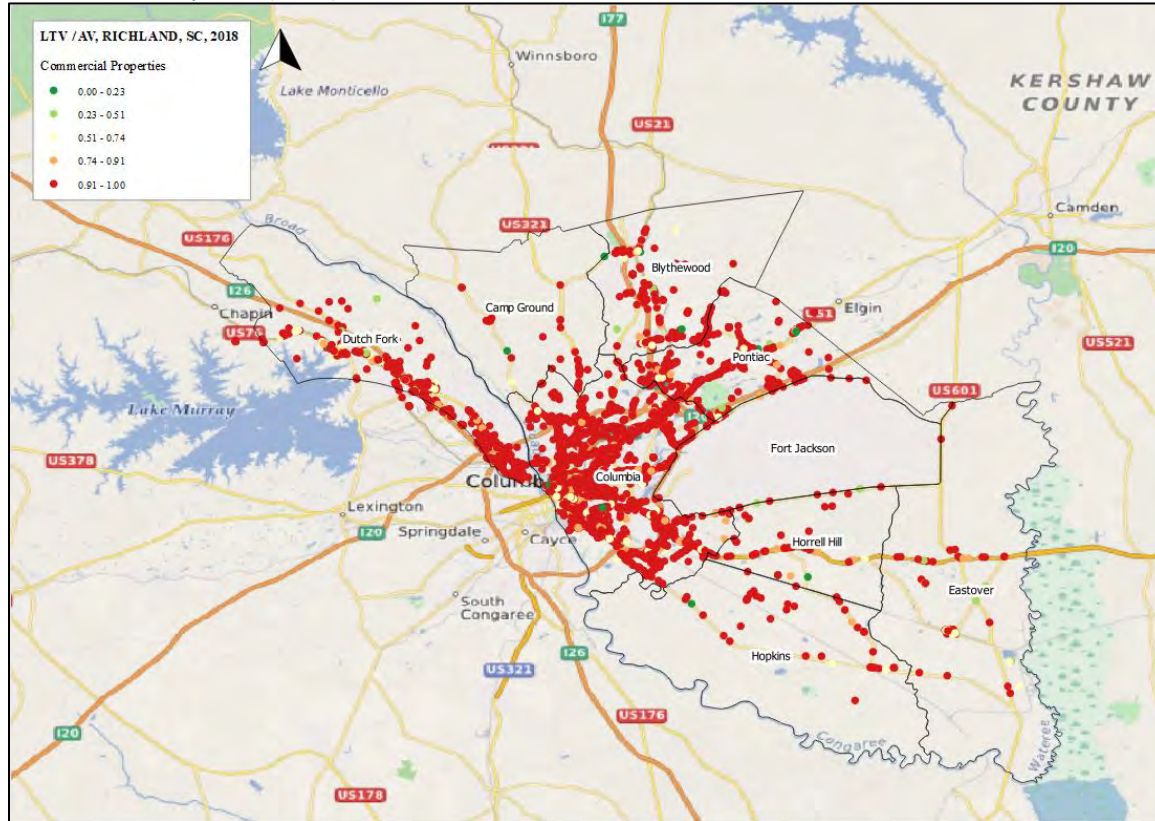 LTV / AV, RICHLAND, SC, 2018
Commercial Properties
0.00 - 0.23
0.23 - 0.51
0.51 - 0.74
0.74 - 0.91
0.91 - 1.00
I77
Winnsboro
Lake Monticello
KERSHAW
COUNTY
US21
Camden
Broad
US321
US176
I20
Blythewood
I26
Camp Ground
Chapin
Elgin
US76
Dutch Fork
US521
Pontiac
US601
Lake Murray
Fort Jackson
US378
Columbia
Lexington
I20
Springdale
Cayce
Horrell Hill
Eastover
South
Congaree
I26
Hopkins
US321
US176
Congaree
Wateree
I20
US178